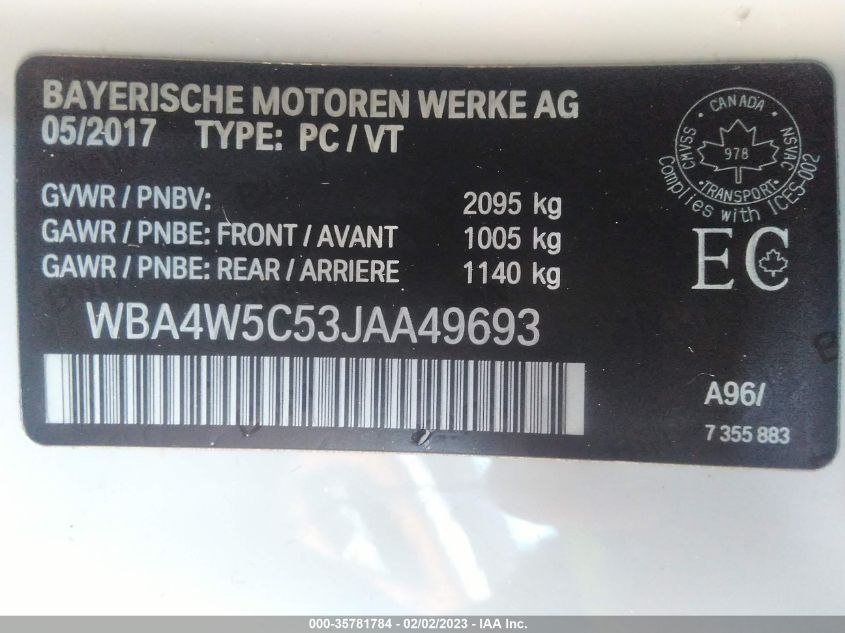 BAYERISCHE MOTOREN WERKE AG
05/2017 TYPE: PC / VT
GVWR / PNBV: 2095 kg
GAWR / PNBE: FRONT / AVANT 1005 kg
GAWR / PNBE: REAR / ARRIERE 1140 kg
WBA4W5C53JAA49693
CANADA
CMVSS
NSVAC
978
TRANSPORT
Complies with ICES-002
EC
A96/
7 355 883
000-35781784 - 02/02/2023 - IAA Inc.